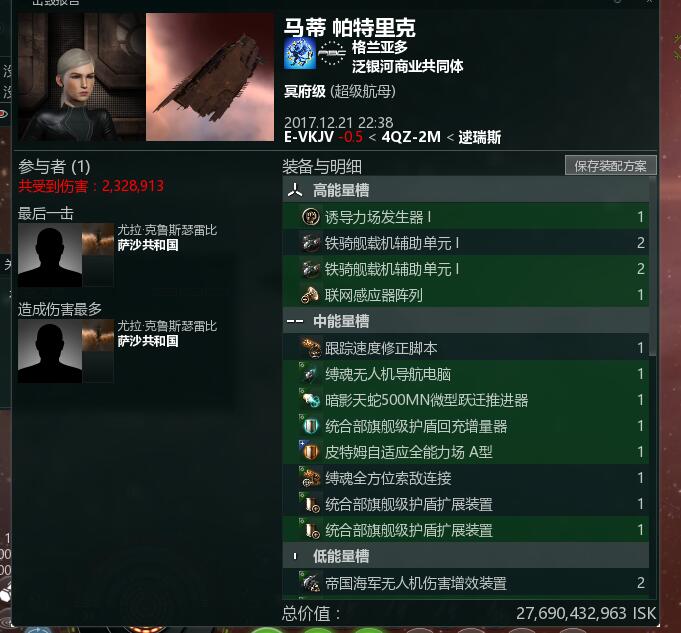 马蒂 帕特里克
格兰亚多
泛银河商业共同体
冥府级 (超级航母)
2017.12.21 22:38
E-VKJV -0.5 < 4QZ-2M < 逑瑞斯
参与者 (1)
共受到伤害：2,328,913
最后一击
尤拉·克鲁斯瑟雷比
萨沙共和国
造成伤害最多
尤拉·克鲁斯瑟雷比
萨沙共和国
装备与明细
保存装配方案
高能量槽
诱导力场发生器 I 1
铁骑舰载机辅助单元 I 2
铁骑舰载机辅助单元 I 2
联网感应器阵列 1
中能量槽
跟踪速度修正脚本 1
缚魂无人机导航电脑 1
暗影天蛇500MN微型跃迁推进器 1
统合部旗舰级护盾回充增量器 1
皮特姆自适应全能力场 A型 1
缚魂全方位索敌连接 1
统合部旗舰级护盾扩展装置 1
统合部旗舰级护盾扩展装置 1
低能量槽
帝国海军无人机伤害增效装置 2
总价值： 27,690,432,963 ISK